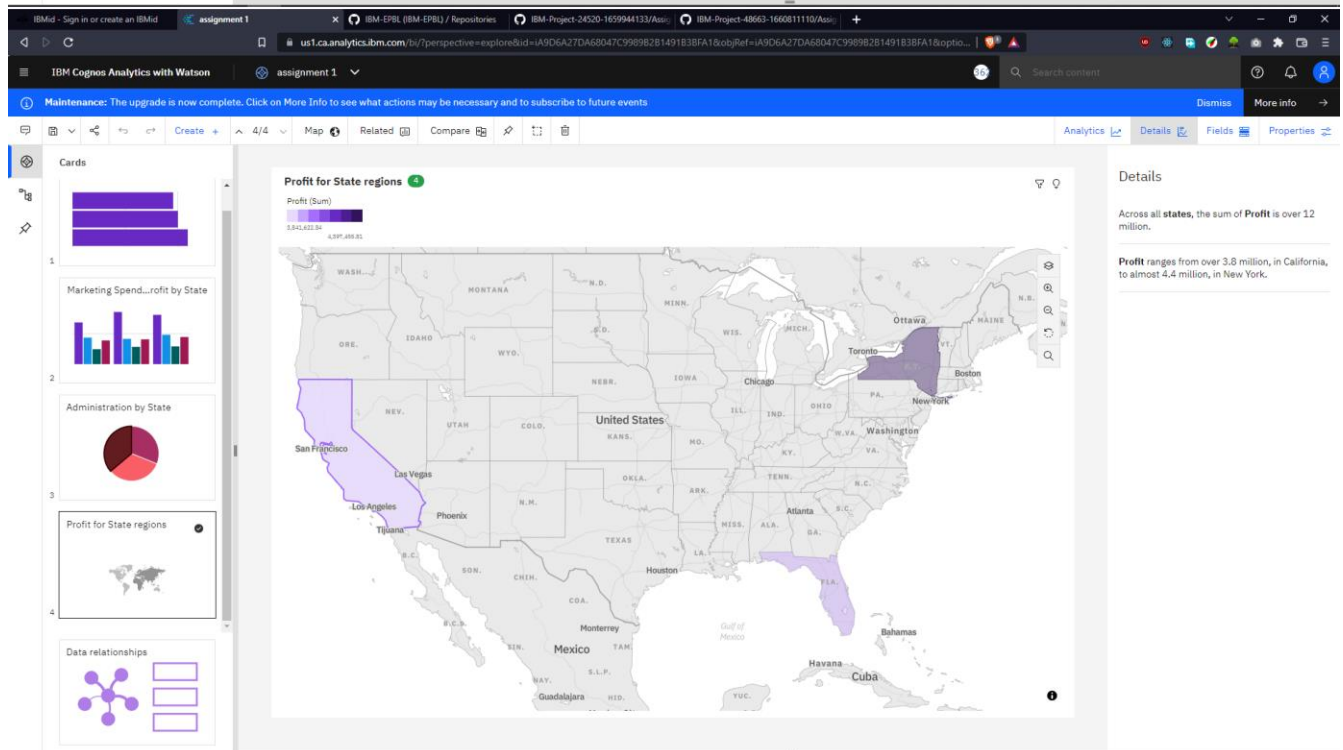 IBMid - Sign in or create an IBMid
assignment 1
IBM-EPBL (IBM-EPBL) / Repositories
IBM-Project-24520-1659944133/Assig
IBM-Project-48663-1660811110/Assig
us1.ca.analytics.ibm.com/bi/?perspective=explore&id=iA9D6A27DA68047C9989B2B1491B3BFA1&objRef=iA9D6A27DA68047C9989B2B1491B3BFA1&optio...
IBM Cognos Analytics with Watson
assignment 1
Search content
Maintenance: The upgrade is now complete. Click on More Info to see what actions may be necessary and to subscribe to future events
Dismiss
More info
Create +
4/4
Map
Related
Compare
Analytics
Details
Fields
Properties
Cards
1
Marketing Spend...rofit by State
2
Administration by State
3
Profit for State regions
4
Data relationships
Profit for State regions 4
Profit (Sum)
3,841,622.84
WASH.
MONTANA
N.D.
MINN.
Ottawa
MAINE
N.B.
ORE.
IDAHO
S.D.
WIS.
MICH.
Toronto
N.Y.
VT.
WYO.
Boston
NEBR.
IOWA
Chicago
PA.
New York
NEV.
UTAH
COLO.
United States
ILL.
IND.
OHIO
KANS.
MO.
W.VA.
Washington
San Francisco
KY.
VA.
Las Vegas
OKLA.
TENN.
N.C.
ARK.
Los Angeles
Phoenix
N.M.
Atlanta
S.C.
Tijuana
MISS.
ALA.
GA.
TEXAS
LA.
B.C.
SON.
CHIH.
Houston
FLA.
COA.
B.C.S.
Monterrey
Gulf of
Mexico
Bahamas
SIN.
Mexico
TAM.
Havana
NAY.
S.L.P.
Cuba
Guadalajara
HID.
YUC.
Details
Across all states, the sum of Profit is over 12
million.
Profit ranges from over 3.8 million, in California,
to almost 4.4 million, in New York.